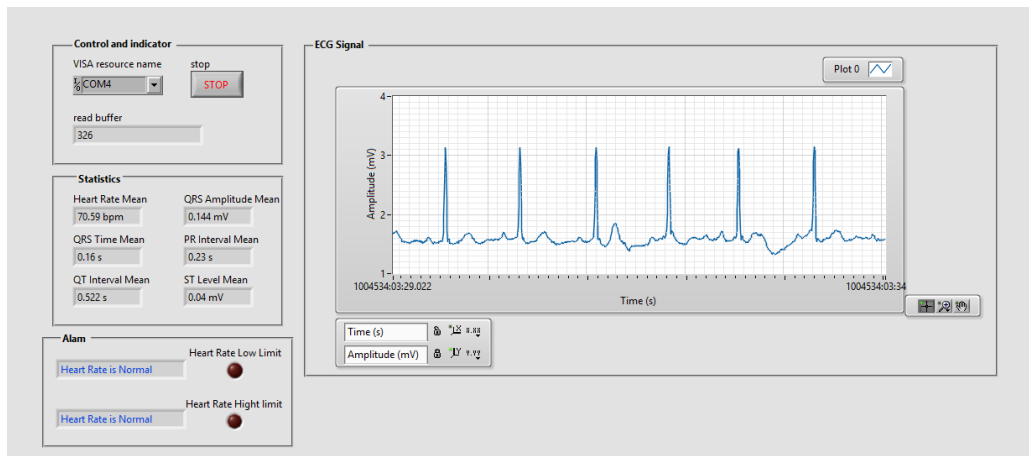 Control and indicator
VISA resource name
stop
COM4
STOP
read buffer
326
Statistics
Heart Rate Mean
QRS Amplitude Mean
70.59 bpm
0.144 mV
QRS Time Mean
PR Interval Mean
0.16 s
0.23 s
QT Interval Mean
ST Level Mean
0.522 s
0.04 mV
Alam
Heart Rate Low Limit
Heart Rate is Normal
Heart Rate Hight limit
Heart Rate is Normal
ECG Signal
Plot 0
4
3
2
1
Amplitude (mV)
1004534:03:29.022
1004534:03:34
Time (s)
Time (s)
Amplitude (mV)